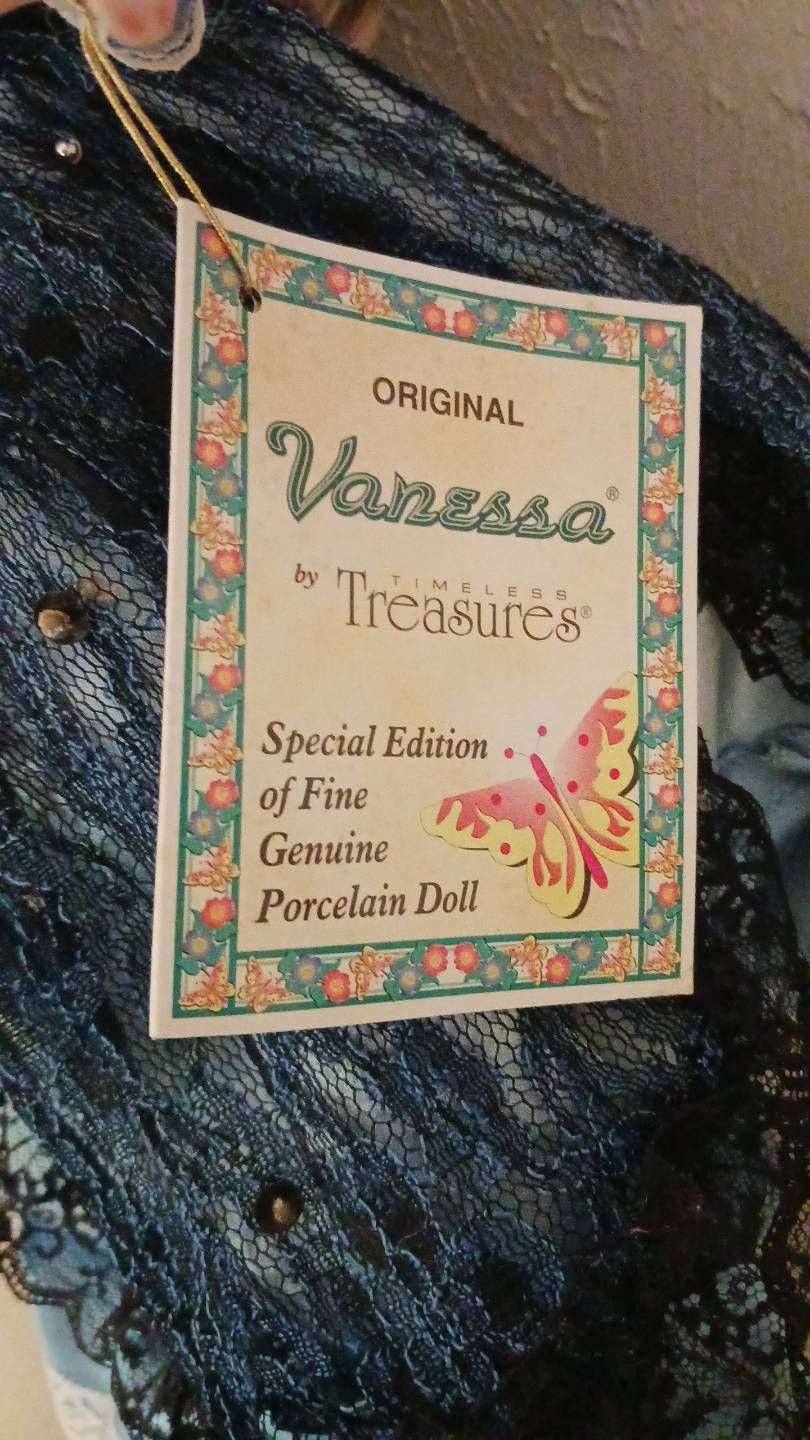 ORIGINAL
Vanessa®
by TIMELESS
Treasures®
Special Edition
of Fine
Genuine
Porcelain Doll